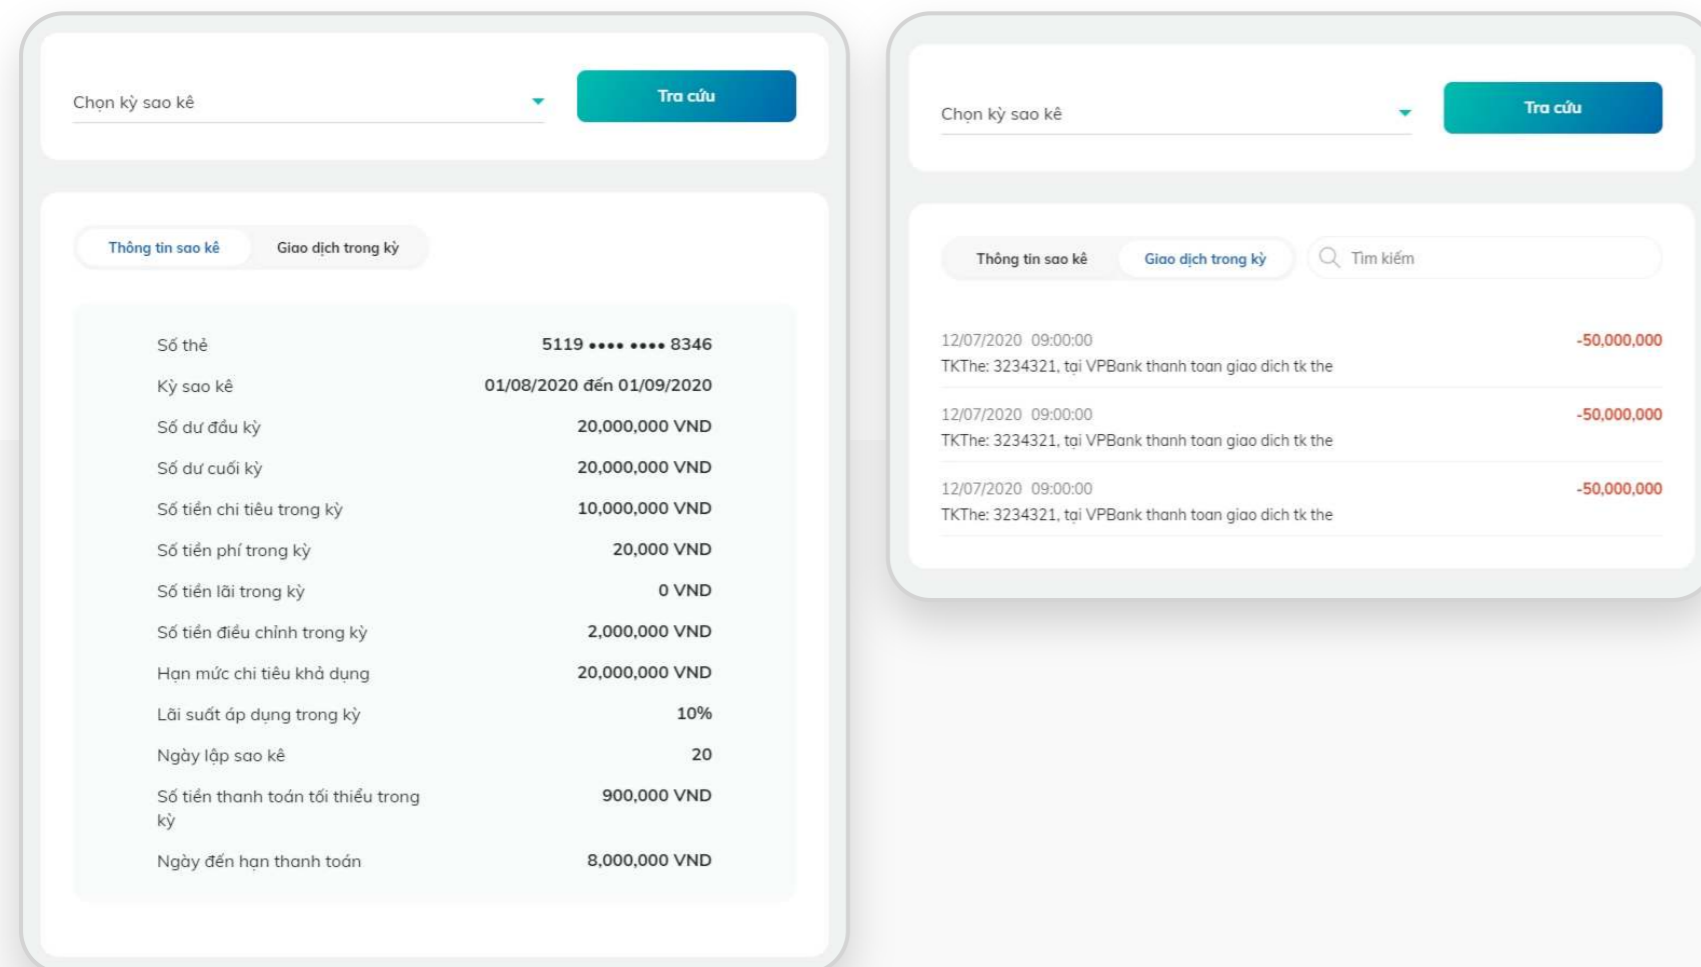 Chọn kỳ sao kê Tra cứu
Thông tin sao kê Giao dịch trong kỳ
Số thẻ 5119 •••• •••• 8346
Kỳ sao kê 01/08/2020 đến 01/09/2020
Số dư đầu kỳ 20,000,000 VND
Số dư cuối kỳ 20,000,000 VND
Số tiền chi tiêu trong kỳ 10,000,000 VND
Số tiền phí trong kỳ 20,000 VND
Số tiền lãi trong kỳ 0 VND
Số tiền điều chỉnh trong kỳ 2,000,000 VND
Hạn mức chi tiêu khả dụng 20,000,000 VND
Lãi suất áp dụng trong kỳ 10%
Ngày lập sao kê 20
Số tiền thanh toán tối thiểu trong 900,000 VND
kỳ
Ngày đến hạn thanh toán 8,000,000 VND
Chọn kỳ sao kê Tra cứu
Thông tin sao kê Giao dịch trong kỳ Tìm kiếm
12/07/2020 09:00:00 -50,000,000
TKThe: 3234321, tại VPBank thanh toan giao dich tk the
12/07/2020 09:00:00 -50,000,000
TKThe: 3234321, tại VPBank thanh toan giao dich tk the
12/07/2020 09:00:00 -50,000,000
TKThe: 3234321, tại VPBank thanh toan giao dich tk the